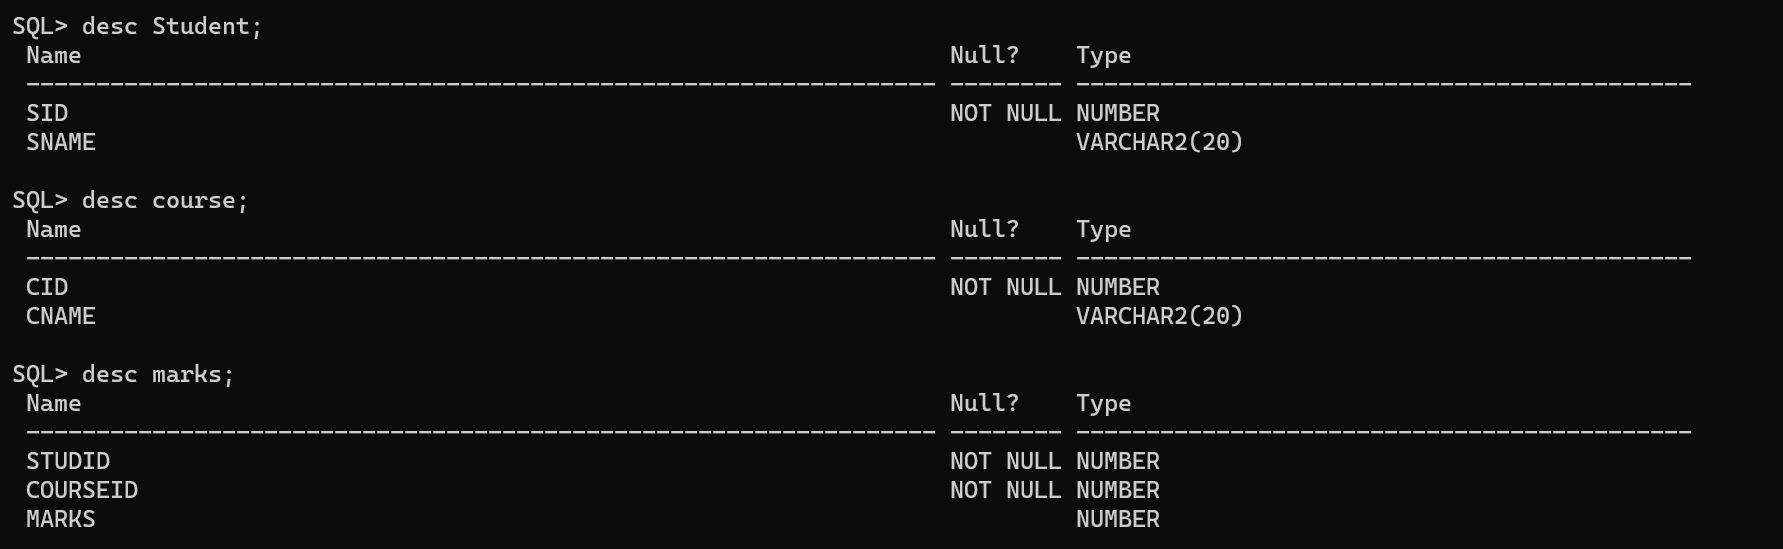 SQL> desc Student;
Name Null? Type
----------------------------------------------------------------- -------- --------------------------------------------
SID NOT NULL NUMBER
SNAME VARCHAR2(20)
SQL> desc course;
Name Null? Type
----------------------------------------------------------------- -------- --------------------------------------------
CID NOT NULL NUMBER
CNAME VARCHAR2(20)
SQL> desc marks;
Name Null? Type
----------------------------------------------------------------- -------- --------------------------------------------
STUDID NOT NULL NUMBER
COURSEID NOT NULL NUMBER
MARKS NUMBER